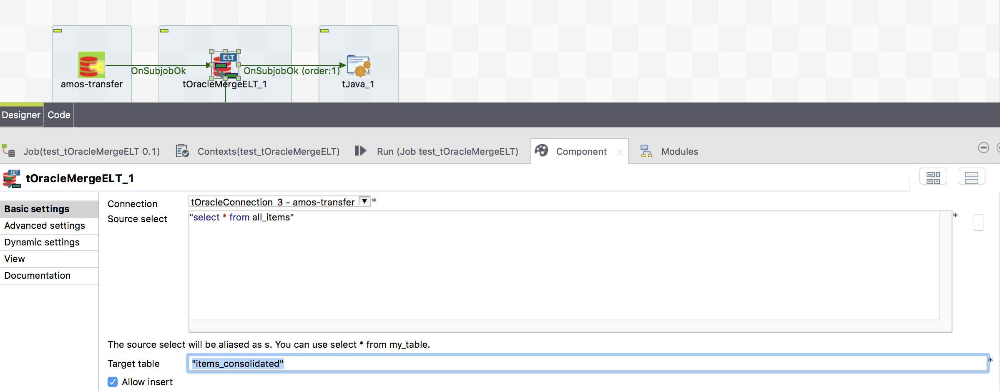 ELT
OnSubjobOk
OnSubjobOk (order:1)
amos-transfer
tOracleMergeELT_1
tJava_1
Designer
Code
Job(test_tOracleMergeELT 0.1)
Contexts(test_tOracleMergeELT)
Run (Job test_tOracleMergeELT)
Component
Modules
ELT
tOracleMergeELT_1
Basic settings
Advanced settings
Dynamic settings
View
Documentation
Connection
tOracleConnection_3 - amos-transfer
*
Source select
"select * from all_items"
*
The source select will be aliased as s. You can use select * from my_table.
Target table
"items_consolidated"
*
Allow insert